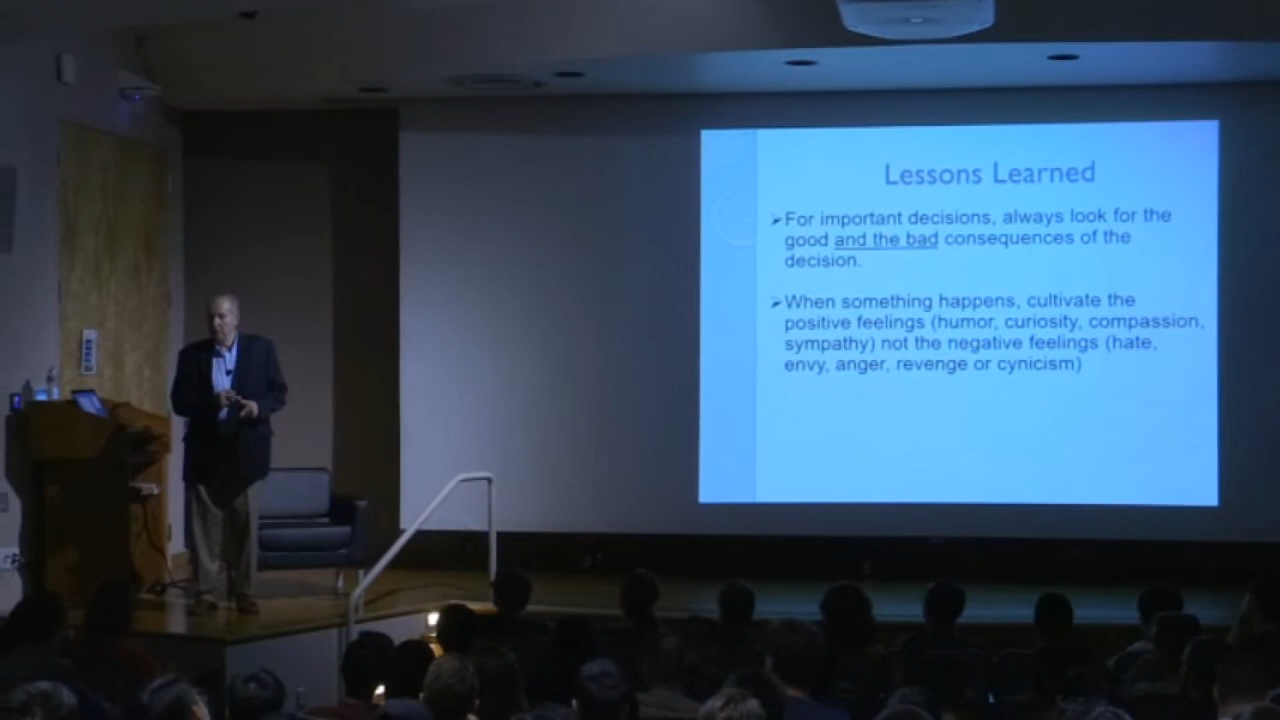 Lessons Learned
➤For important decisions, always look for the
good and the bad consequences of the
decision.
➤When something happens, cultivate the
positive feelings (humor, curiosity, compassion,
sympathy) not the negative feelings (hate,
envy, anger, revenge or cynicism)